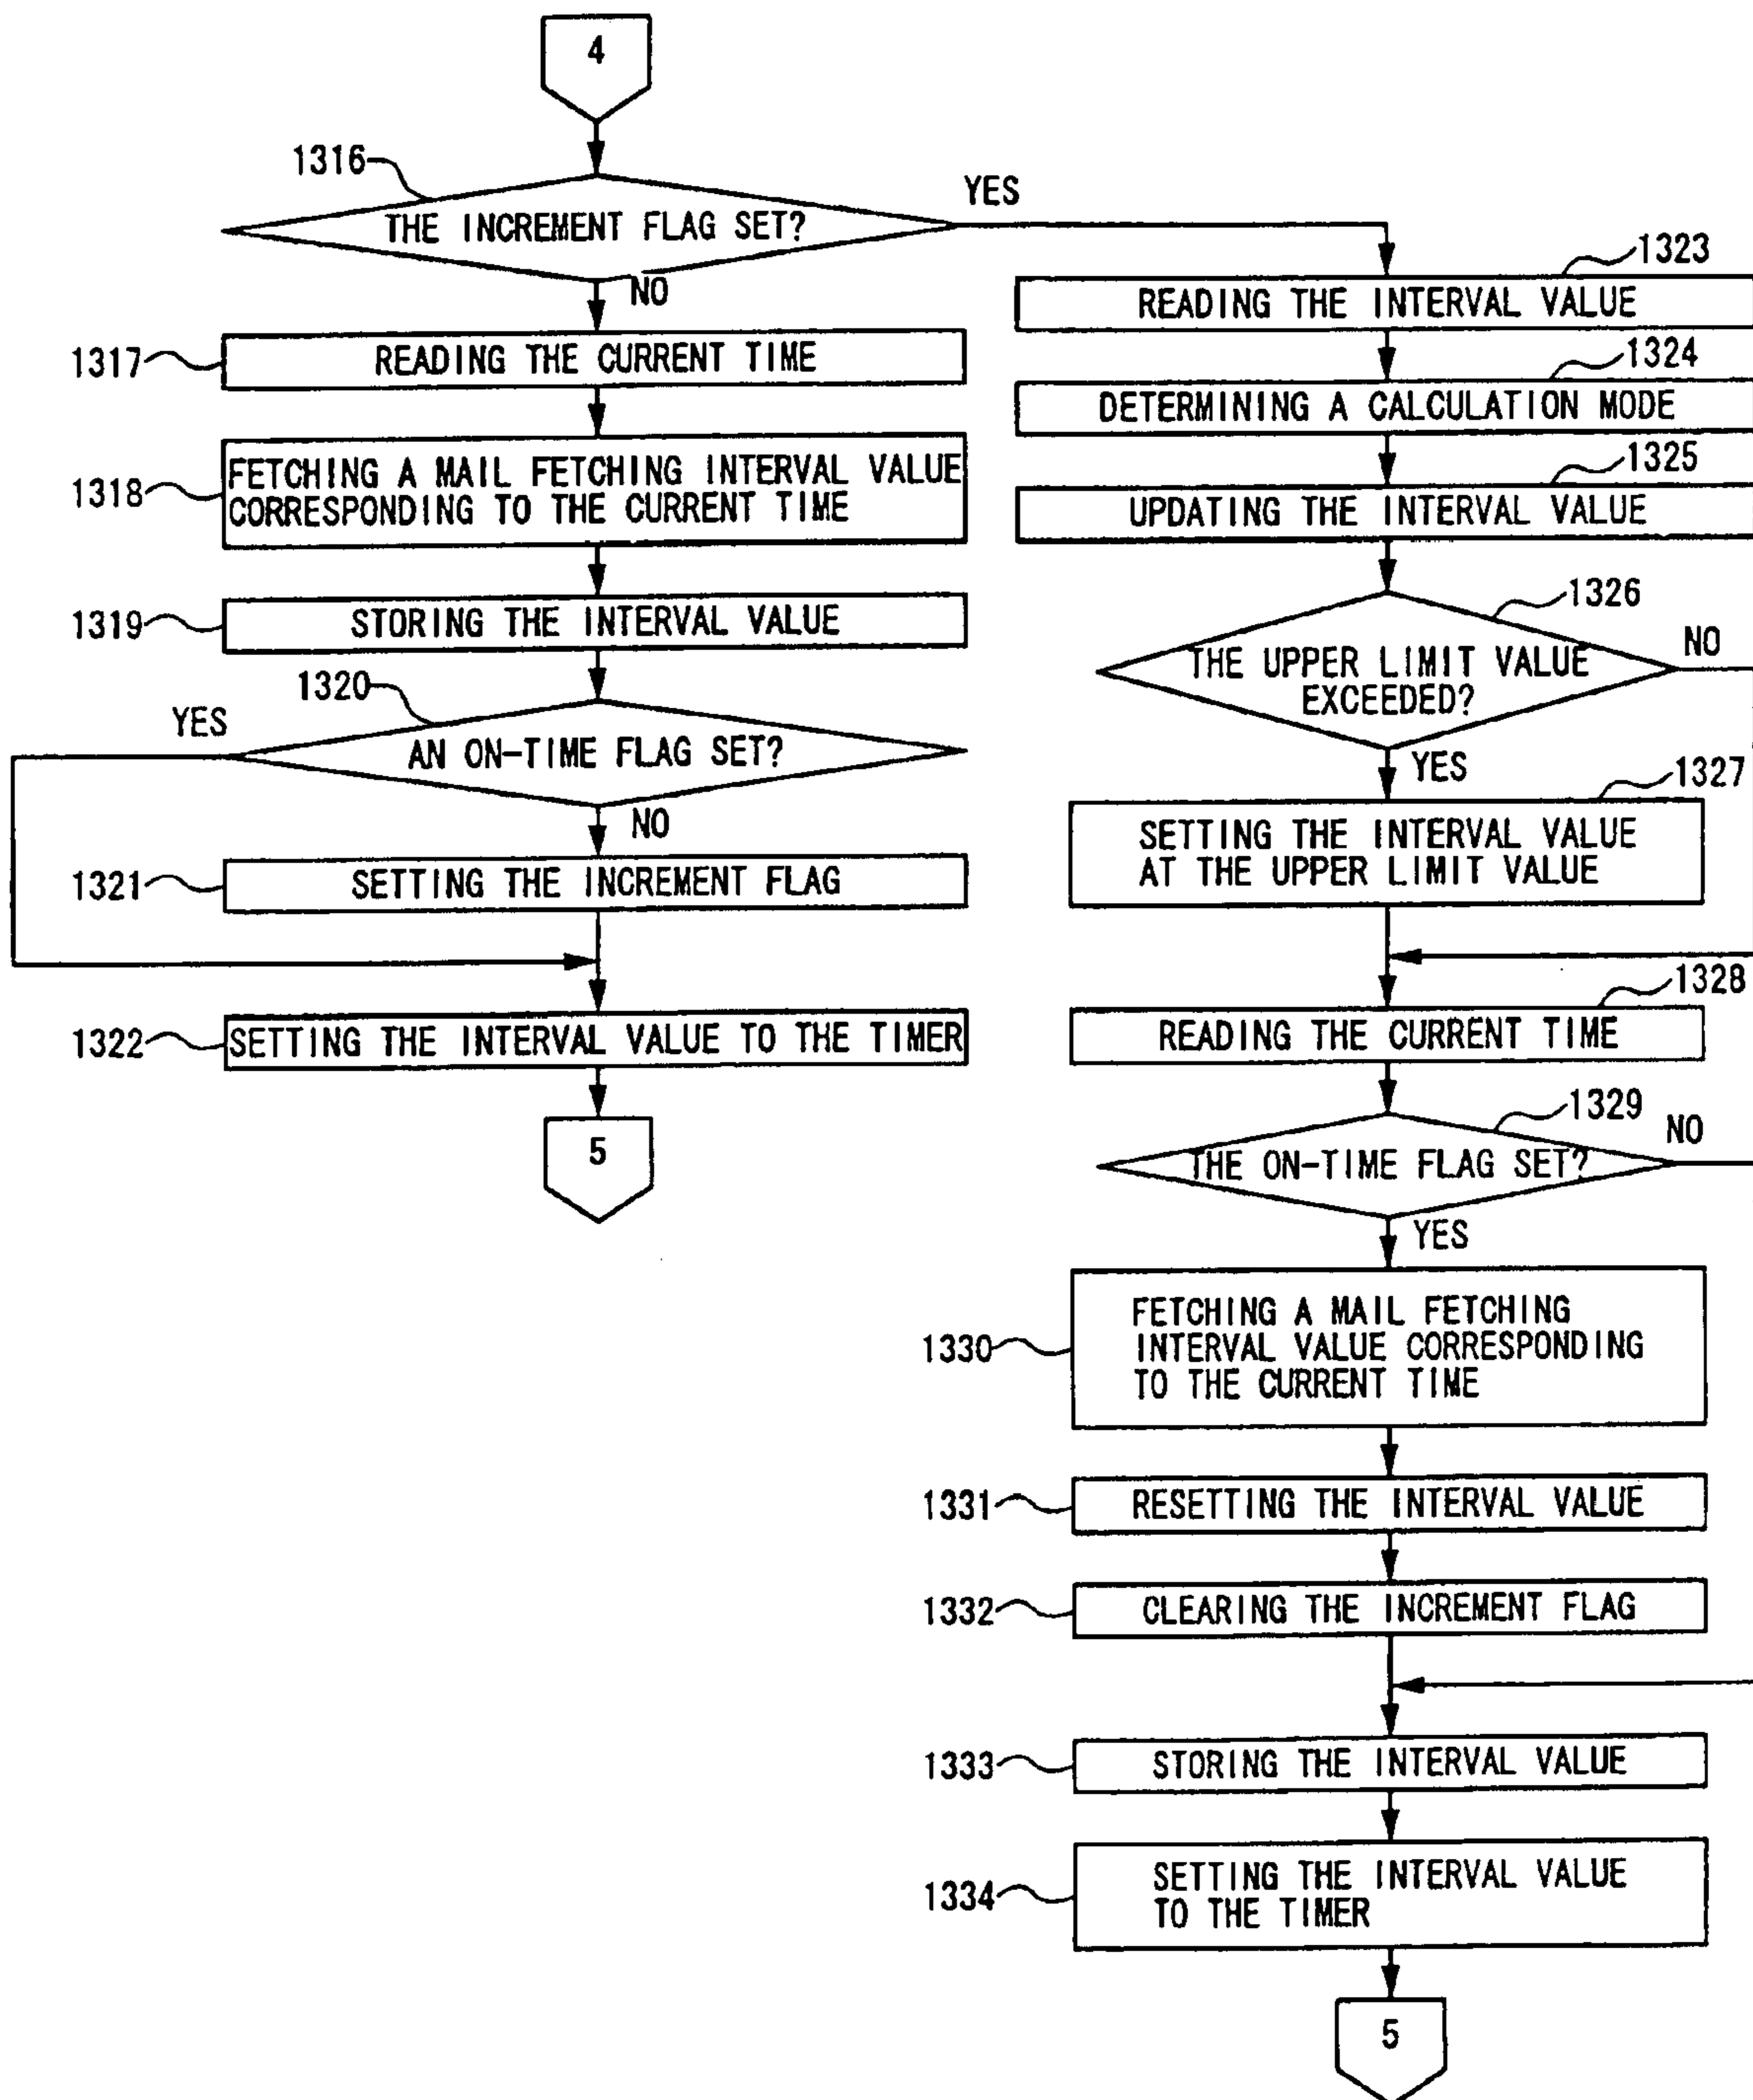 4
1316
THE INCREMENT FLAG SET?
YES
NO
1317
READING THE CURRENT TIME
1318
FETCHING A MAIL FETCHING INTERVAL VALUE
CORRESPONDING TO THE CURRENT TIME
1319
STORING THE INTERVAL VALUE
1320
YES
AN ON-TIME FLAG SET?
NO
1321
SETTING THE INCREMENT FLAG
1322
SETTING THE INTERVAL VALUE TO THE TIMER
5
1323
READING THE INTERVAL VALUE
1324
DETERMINING A CALCULATION MODE
1325
UPDATING THE INTERVAL VALUE
1326
NO
THE UPPER LIMIT VALUE
EXCEEDED?
YES
1327
SETTING THE INTERVAL VALUE
AT THE UPPER LIMIT VALUE
1328
READING THE CURRENT TIME
1329
NO
THE ON-TIME FLAG SET?
YES
1330
FETCHING A MAIL FETCHING
INTERVAL VALUE CORRESPONDING
TO THE CURRENT TIME
1331
RESETTING THE INTERVAL VALUE
1332
CLEARING THE INCREMENT FLAG
1333
STORING THE INTERVAL VALUE
1334
SETTING THE INTERVAL VALUE
TO THE TIMER
5